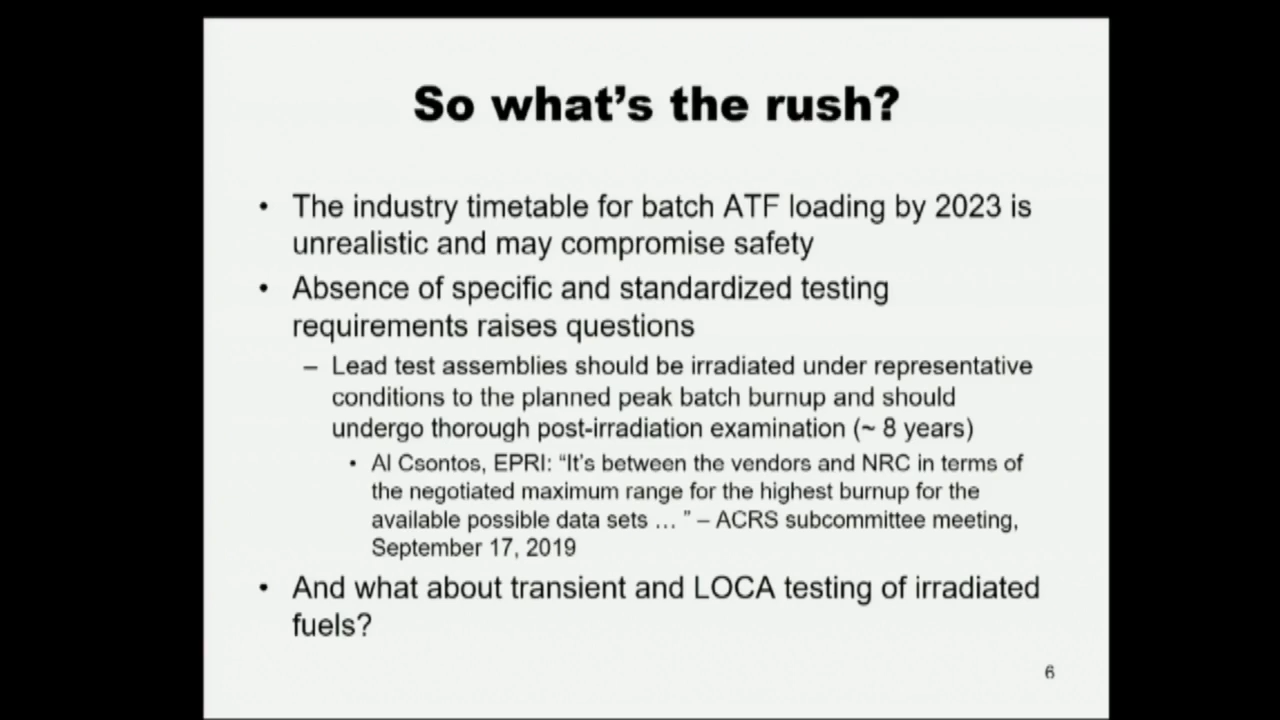 So what's the rush?
• The industry timetable for batch ATF loading by 2023 is
unrealistic and may compromise safety
• Absence of specific and standardized testing
requirements raises questions
– Lead test assemblies should be irradiated under representative
conditions to the planned peak batch burnup and should
undergo thorough post-irradiation examination (~ 8 years)
• Al Csontos, EPRI: “It's between the vendors and NRC in terms of
the negotiated maximum range for the highest burnup for the
available possible data sets … ” – ACRS subcommittee meeting,
September 17, 2019
• And what about transient and LOCA testing of irradiated
fuels?
6